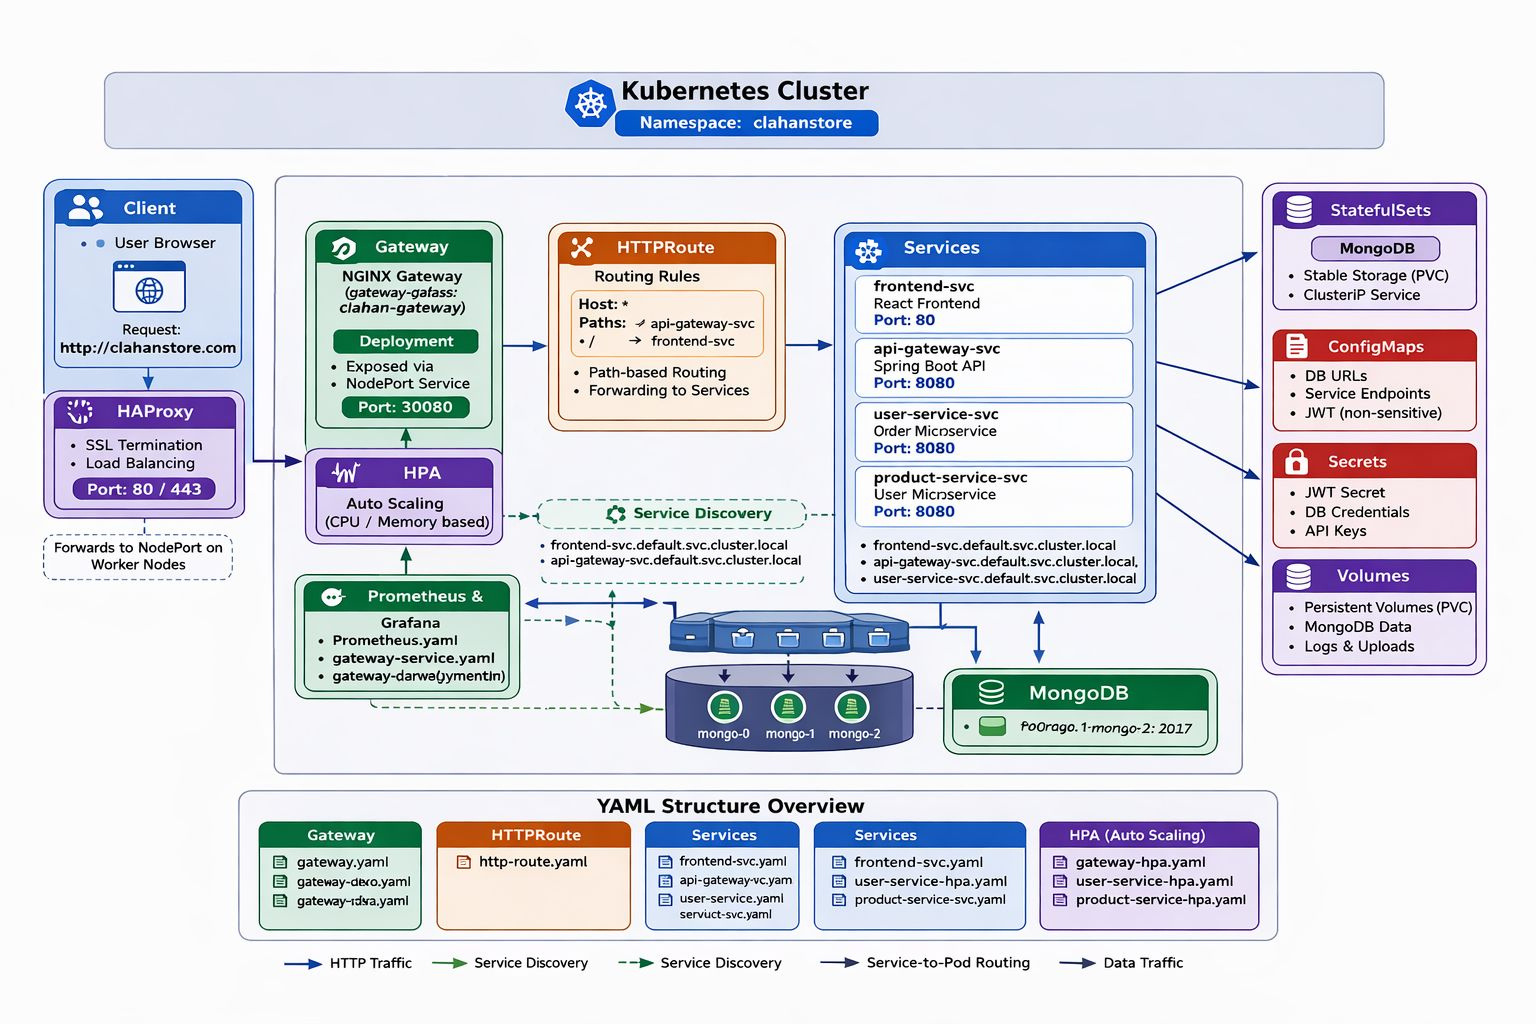 Kubernetes Cluster
Namespace: clahanstore
Client
• User Browser
Request:
http://clahanstore.com
HAProxy
• SSL Termination
• Load Balancing
Port: 80 / 443
Forwards to NodePort on
Worker Nodes
Gateway
NGINX Gateway
clahan-gateway)
Deployment
• Exposed via
• NodePort Service
Port: 30080
HPA
Auto Scaling
(CPU / Memory based)
Prometheus &
Grafana
• Prometheus.yaml
• gateway-service.yaml
HTTPRoute
Routing Rules
Host: *
Paths: → api-gateway-svc
• / → frontend-svc
• Path-based Routing
• Forwarding to Services
Service Discovery
• frontend-svc.default.svc.cluster.local
• api-gateway-svc.default.svc.cluster.local
Services
frontend-svc
React Frontend
Port: 80
api-gateway-svc
Spring Boot API
Port: 8080
user-service-svc
Order Micpservice
Port: 8080
product-service-svc
User Micpservice
Port: 8080
• frontend-svc.default.svc.cluster.local
• api-gateway-svc.default.svc.cluster.local.
• user-service-svc.default.svc.cluster.local
mongo-0
mongo-1
mongo-2
MongoDB
StatefulSets
MongoDB
• Stable Storage (PVC)
• ClusteriP Service
ConfigMaps
• DB URLs
• Service Endpoints
• JWT (non-sensitive)
Secrets
• JWT Secret
• DB Credentials
• API Keys
Volumes
• Persistent Volumes (PVC)
• MongoDB Data
• Logs & Uploads
YAML Structure Overview
Gateway
gateway.yaml
HTTPRoute
http-route.yaml
Services
frontend-svc.yaml
api-gateway-vc.yam
user-service.yaml
Services
frontend-svc.yaml
user-service-hpa.yaml
product-service-svc.yaml
HPA (Auto Scaling)
gateway-hpa.yaml
user-service-hpa.yaml
product-service-hpa.yaml
HTTP Traffic
Service Discovery
Service Discovery
Service-to-Pod Routing
Data Traffic